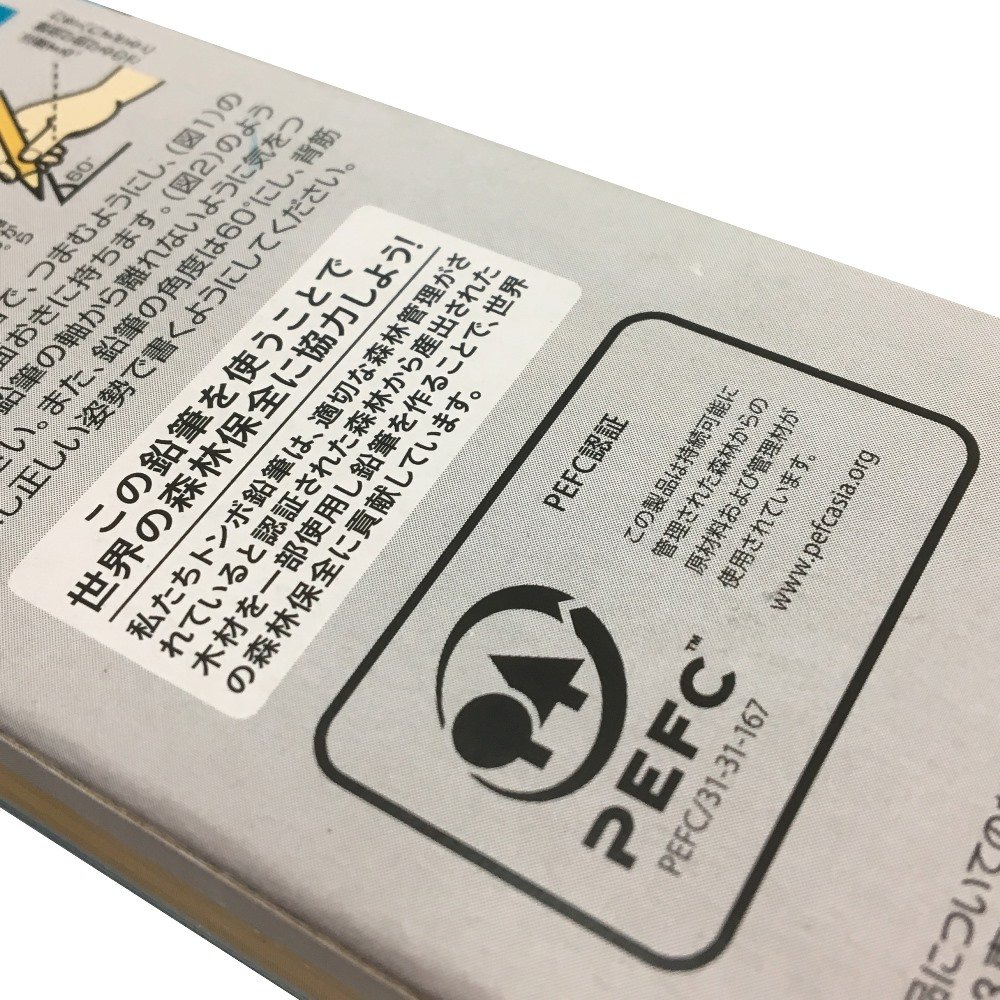 60°
で、つまむようにし、(図1)の
面おきに持ちます。(図2)のよう
鉛筆の軸から離れないように気をつ
さい。また、鉛筆の角度は60°にし、背筋
し正しい姿勢で書くようにしてください。
この鉛筆を使うことで
世界の森林保全に協力しよう!
私たちトンボ鉛筆は、適切な森林管理がさ
れていると認証された森林から産出された
木材を一部使用し鉛筆を作ることで、世界
の森林保全に貢献しています。
PEFC認証
この製品は持続可能に
管理された森林からの
原材料および管理材が
使用されています。
www.pefcasia.org
PEFC™
PEFC/31-31-167
についての